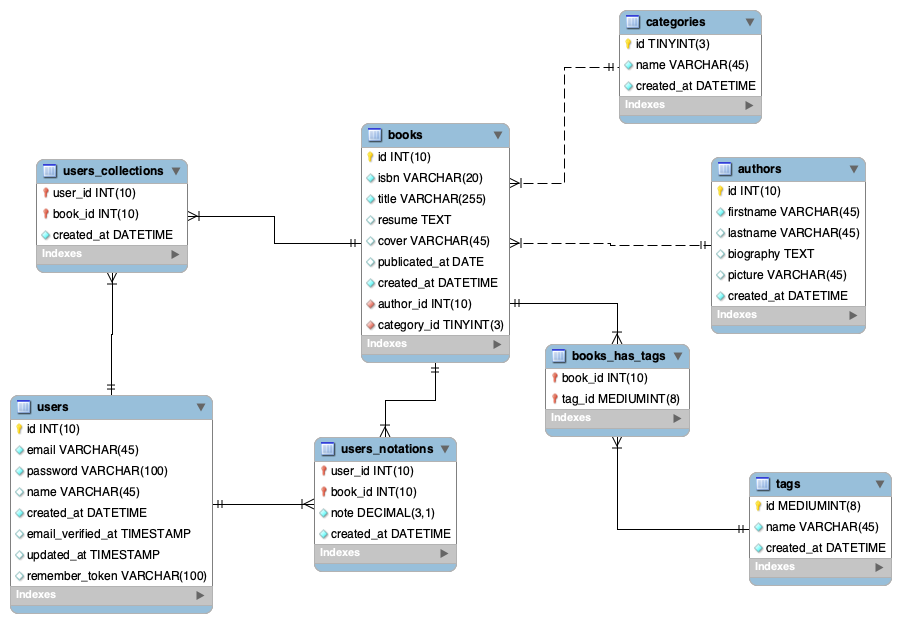 categories
id TINYINT(3)
name VARCHAR(45)
created_at DATETIME
Indexes
books
id INT(10)
isbn VARCHAR(20)
title VARCHAR(255)
resume TEXT
cover VARCHAR(45)
publicated_at DATE
created_at DATETIME
author_id INT(10)
category_id TINYINT(3)
Indexes
users_collections
user_id INT(10)
book_id INT(10)
created_at DATETIME
Indexes
authors
id INT(10)
firstname VARCHAR(45)
lastname VARCHAR(45)
biography TEXT
picture VARCHAR(45)
created_at DATETIME
Indexes
books_has_tags
book_id INT(10)
tag_id MEDIUMINT(8)
Indexes
users
id INT(10)
email VARCHAR(45)
password VARCHAR(100)
name VARCHAR(45)
created_at DATETIME
email_verified_at TIMESTAMP
updated_at TIMESTAMP
remember_token VARCHAR(100)
Indexes
users_notations
user_id INT(10)
book_id INT(10)
note DECIMAL(3,1)
created_at DATETIME
Indexes
tags
id MEDIUMINT(8)
name VARCHAR(45)
created_at DATETIME
Indexes